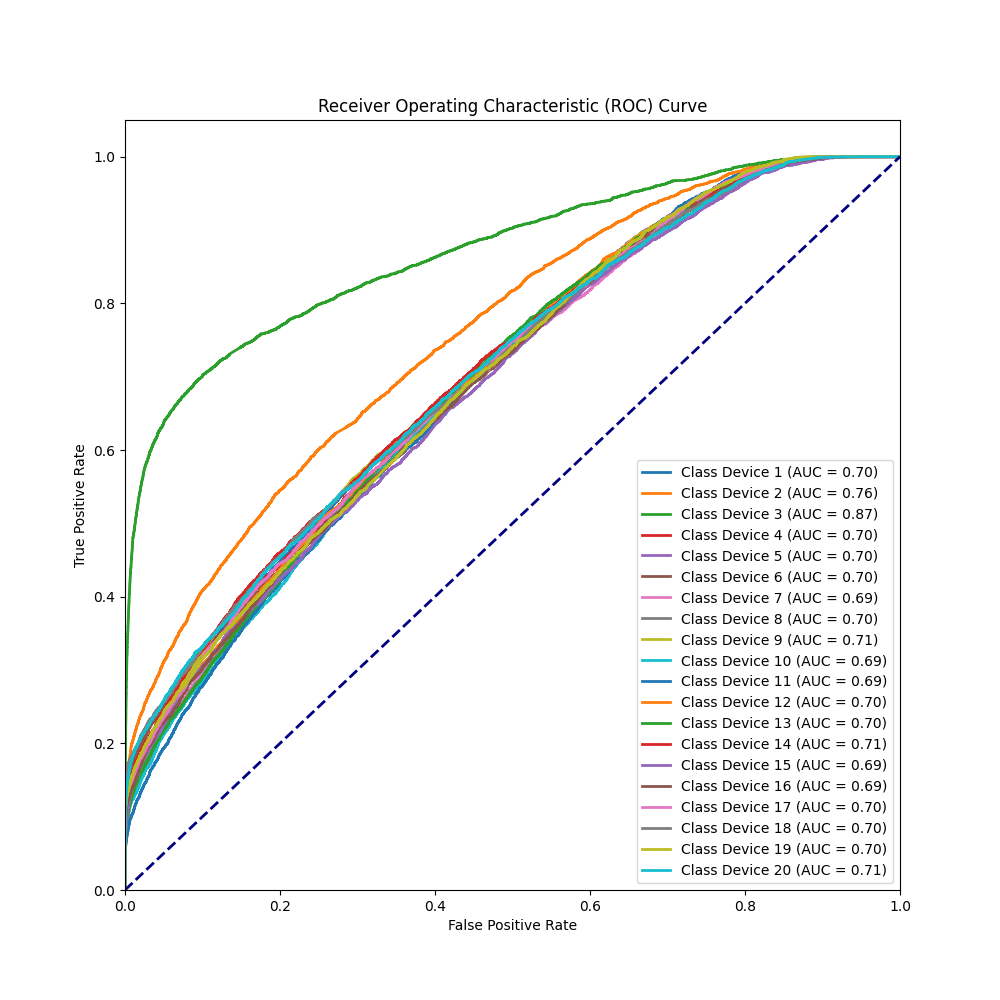 Receiver Operating Characteristic (ROC) Curve
True Positive Rate
1.0
0.8
0.6
0.4
0.2
0.0
Class Device 1 (AUC = 0.70)
Class Device 2 (AUC = 0.76)
Class Device 3 (AUC = 0.87)
Class Device 4 (AUC = 0.70)
Class Device 5 (AUC = 0.70)
Class Device 6 (AUC = 0.70)
Class Device 7 (AUC = 0.69)
Class Device 8 (AUC = 0.70)
Class Device 9 (AUC = 0.71)
Class Device 10 (AUC = 0.69)
Class Device 11 (AUC = 0.69)
Class Device 12 (AUC = 0.70)
Class Device 13 (AUC = 0.70)
Class Device 14 (AUC = 0.71)
Class Device 15 (AUC = 0.69)
Class Device 16 (AUC = 0.69)
Class Device 17 (AUC = 0.70)
Class Device 18 (AUC = 0.70)
Class Device 19 (AUC = 0.70)
Class Device 20 (AUC = 0.71)
0.0 0.2 0.4 0.6 0.8 1.0
False Positive Rate